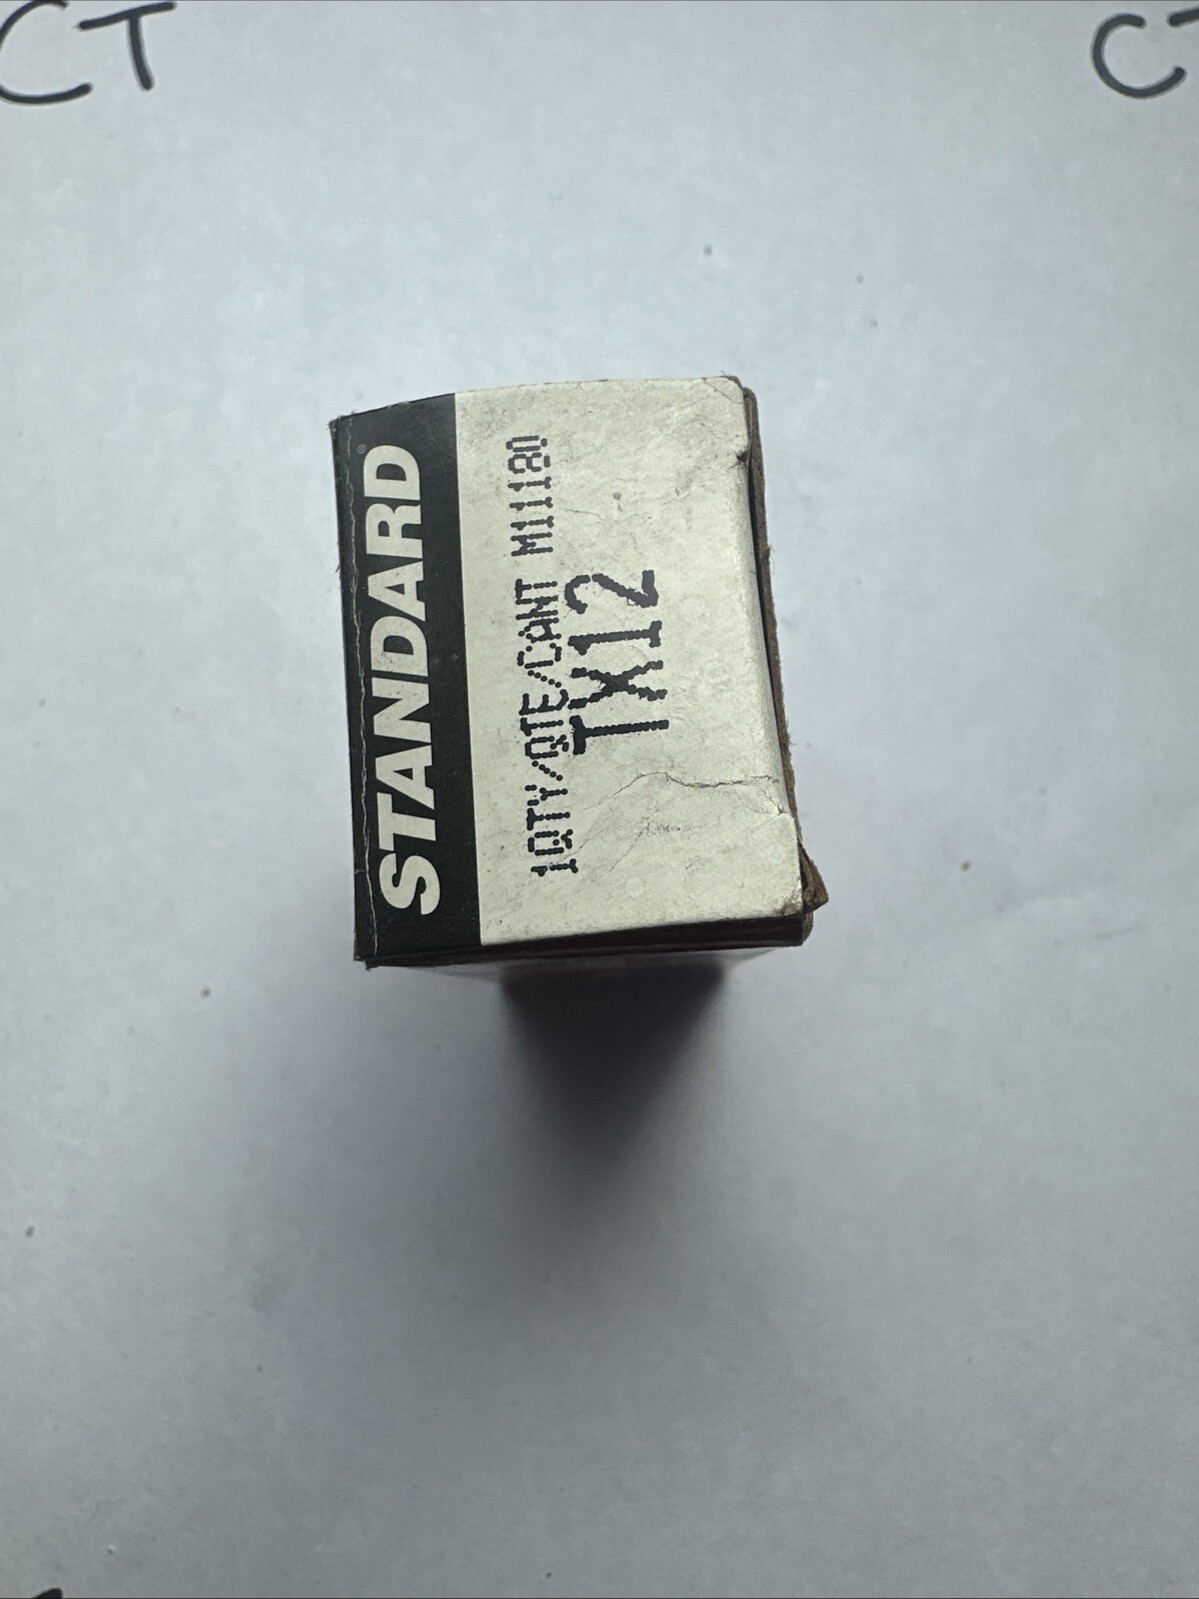 CT
CT
STANDARD®
1QTY/QTE/CANT M11180
TX12